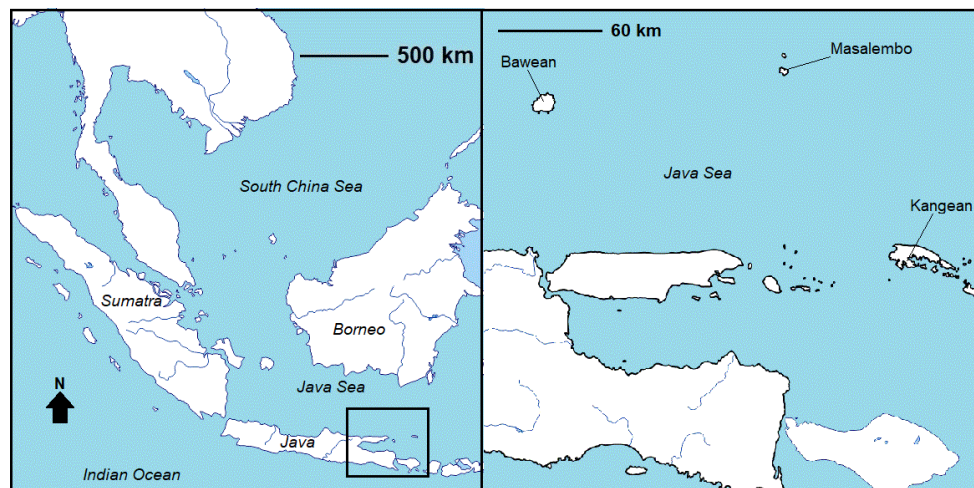 500 km
South China Sea
Sumatra
Borneo
Java Sea
N
Java
Indian Ocean
60 km
Masalembo
Bawean
Java Sea
Kangean